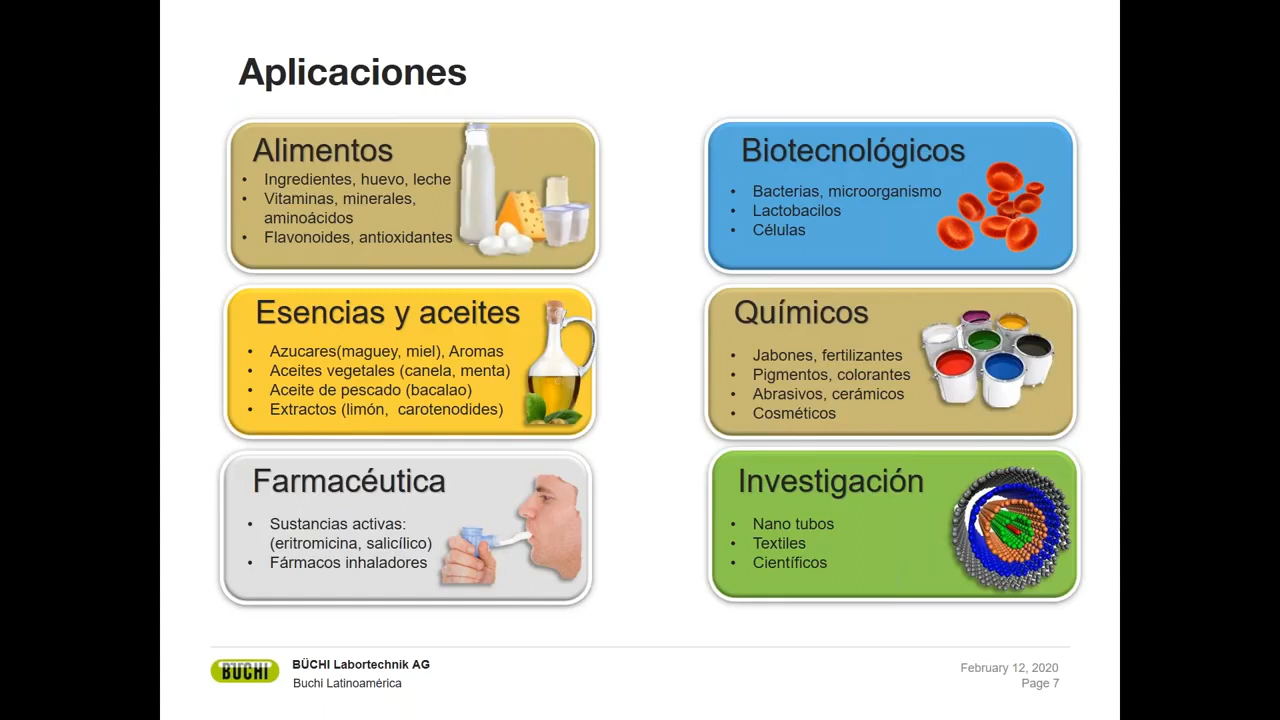 Aplicaciones
Alimentos
• Ingredientes, huevo, leche
• Vitaminas, minerales,
aminoácidos
• Flavonoides, antioxidantes
Biotecnológicos
• Bacterias, microorganismo
• Lactobacilos
• Células
Esencias y aceites
• Azucares(maguey, miel), Aromas
• Aceites vegetales (canela, menta)
• Aceite de pescado (bacalao)
• Extractos (limón, carotenodides)
Químicos
• Jabones, fertilizantes
• Pigmentos, colorantes
• Abrasivos, cerámicos
• Cosméticos
Farmacéutica
• Sustancias activas:
(eritromicina, salicílico)
• Fármacos inhaladores
Investigación
• Nano tubos
• Textiles
• Científicos
BÜCHI
BÜCHI Labortechnik AG
Buchi Latinoamérica
February 12, 2020
Page 7